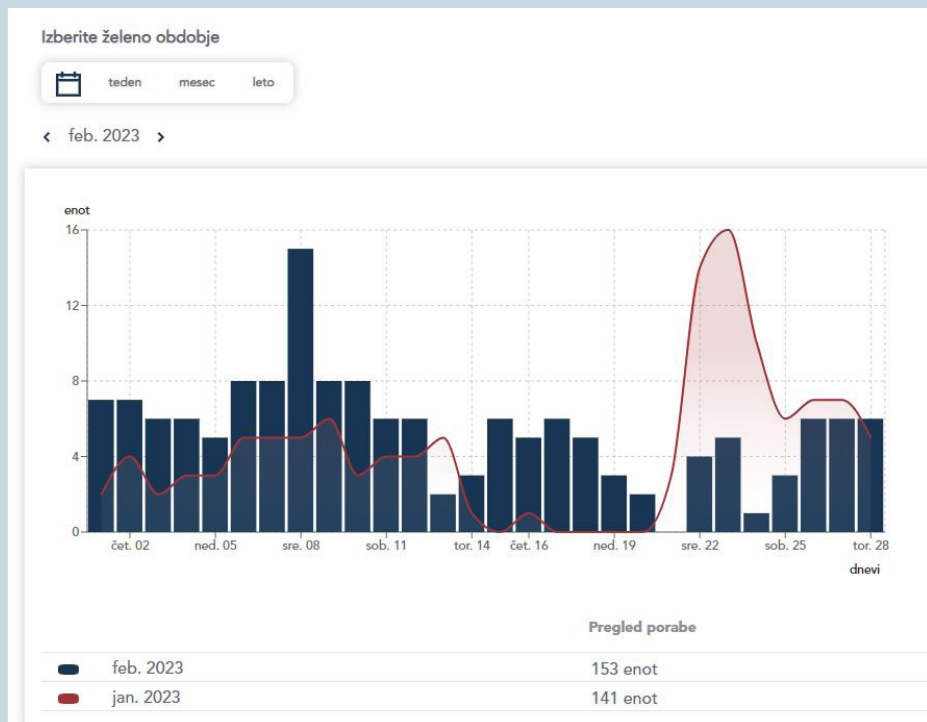 Izberite želeno obdobje
teden mesec leto
‹ feb. 2023 ›
enot
16
12
8
4
0
čet. 02 ned. 05 sre. 08 sob. 11 tor. 14 čet. 16 ned. 19 sre. 22 sob. 25 tor. 28
dnevi
Pregled porabe
feb. 2023 153 enot
jan. 2023 141 enot